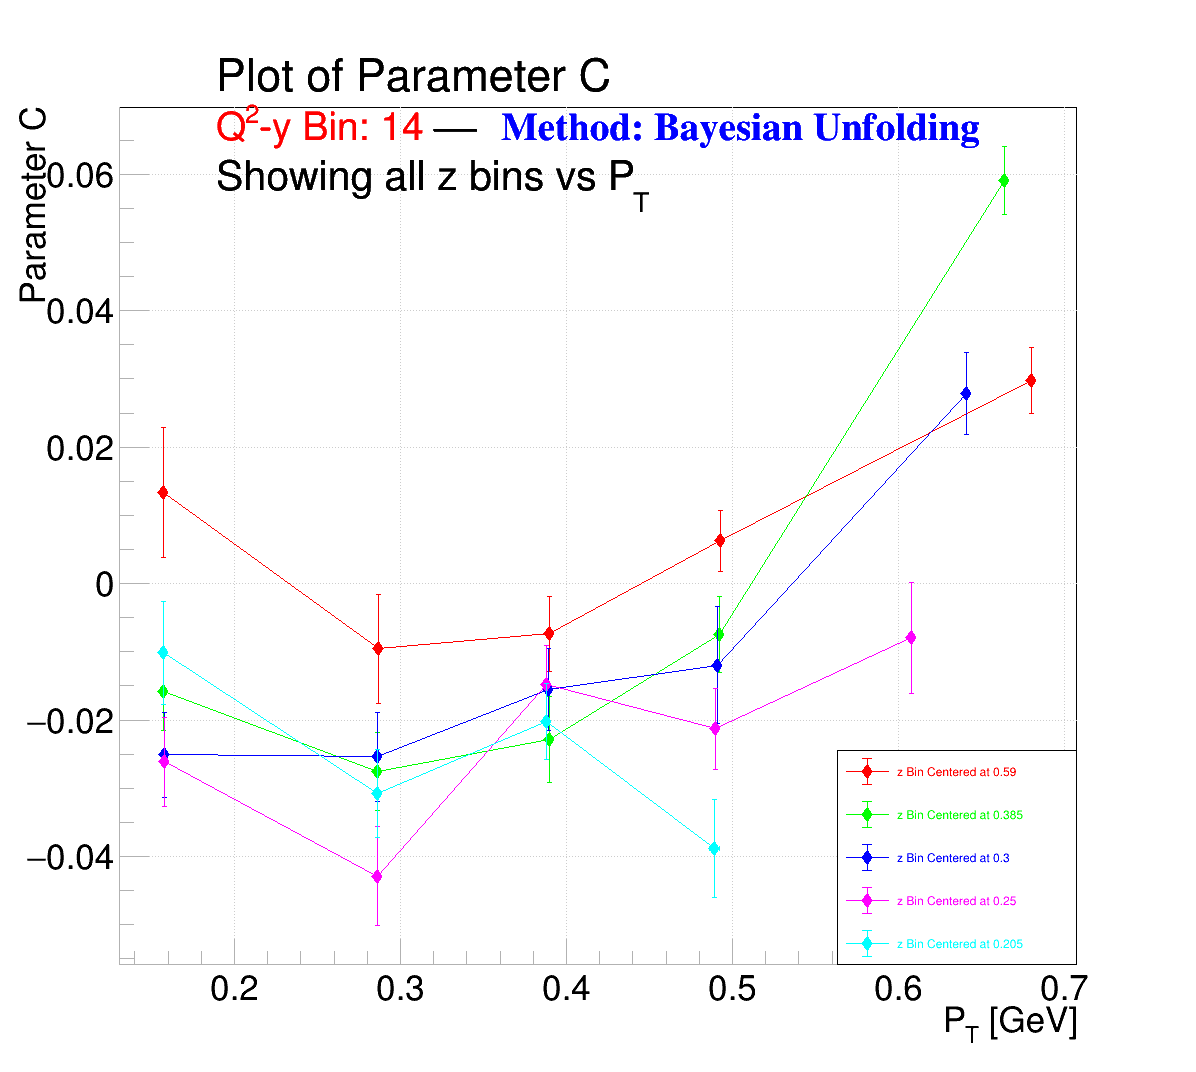 Plot of Parameter C
Q²-y Bin: 14 — Method: Bayesian Unfolding
Showing all z bins vs P_T
Parameter C
0.06
0.04
0.02
0
−0.02
−0.04
z Bin Centered at 0.59
z Bin Centered at 0.385
z Bin Centered at 0.3
z Bin Centered at 0.25
z Bin Centered at 0.205
0.2 0.3 0.4 0.5 0.6 0.7
P_T [GeV]